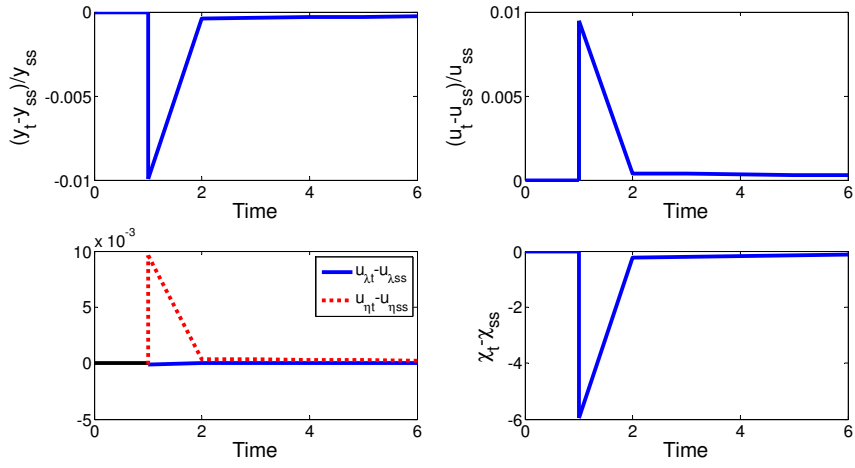 0
-0.005
-0.01
(y_t-y_ss)/y_ss
0 2 4 6
Time
0.01
0.005
0
(u_t-u_ss)/u_ss
0 2 4 6
Time
10 x 10^-3
5
0
-5
u_λt-u_λss
u_ηt-u_ηss
0 2 4 6
Time
0
-2
-4
-6
χ_t-χ_ss
0 2 4 6
Time